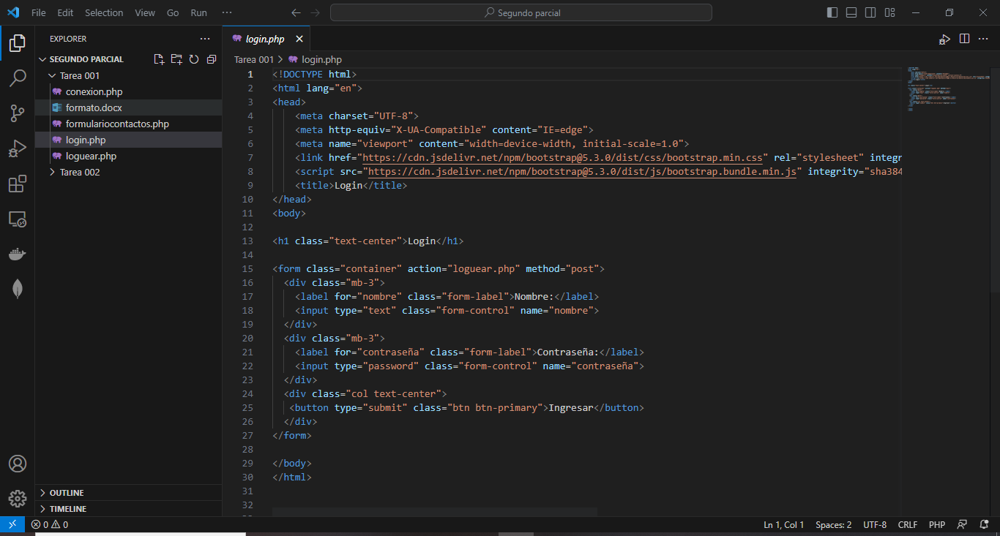 File Edit Selection View Go Run ···
Segundo parcial
EXPLORER
SEGUNDO PARCIAL
Tarea 001
conexion.php
formato.docx
formulariocontactos.php
login.php
loguear.php
Tarea 002
OUTLINE
TIMELINE
login.php
Tarea 001 > login.php
1 <!DOCTYPE html>
2 <html lang="en">
3 <head>
4 <meta charset="UTF-8">
5 <meta http-equiv="X-UA-Compatible" content="IE=edge">
6 <meta name="viewport" content="width=device-width, initial-scale=1.0">
7 <link href="https://cdn.jsdelivr.net/npm/bootstrap@5.3.0/dist/css/bootstrap.min.css" rel="stylesheet" integr
8 <script src="https://cdn.jsdelivr.net/npm/bootstrap@5.3.0/dist/js/bootstrap.bundle.min.js" integrity="sha384
9 <title>Login</title>
10 </head>
11 <body>
12
13 <h1 class="text-center">Login</h1>
14
15 <form class="container" action="loguear.php" method="post">
16 <div class="mb-3">
17 <label for="nombre" class="form-label">Nombre:</label>
18 <input type="text" class="form-control" name="nombre">
19 </div>
20 <div class="mb-3">
21 <label for="contraseña" class="form-label">Contraseña:</label>
22 <input type="password" class="form-control" name="contraseña">
23 </div>
24 <div class="col text-center">
25 <button type="submit" class="btn btn-primary">Ingresar</button>
26 </div>
27 </form>
28
29 </body>
30 </html>
31
32
0 0
Ln 1, Col 1 Spaces: 2 UTF-8 CRLF PHP